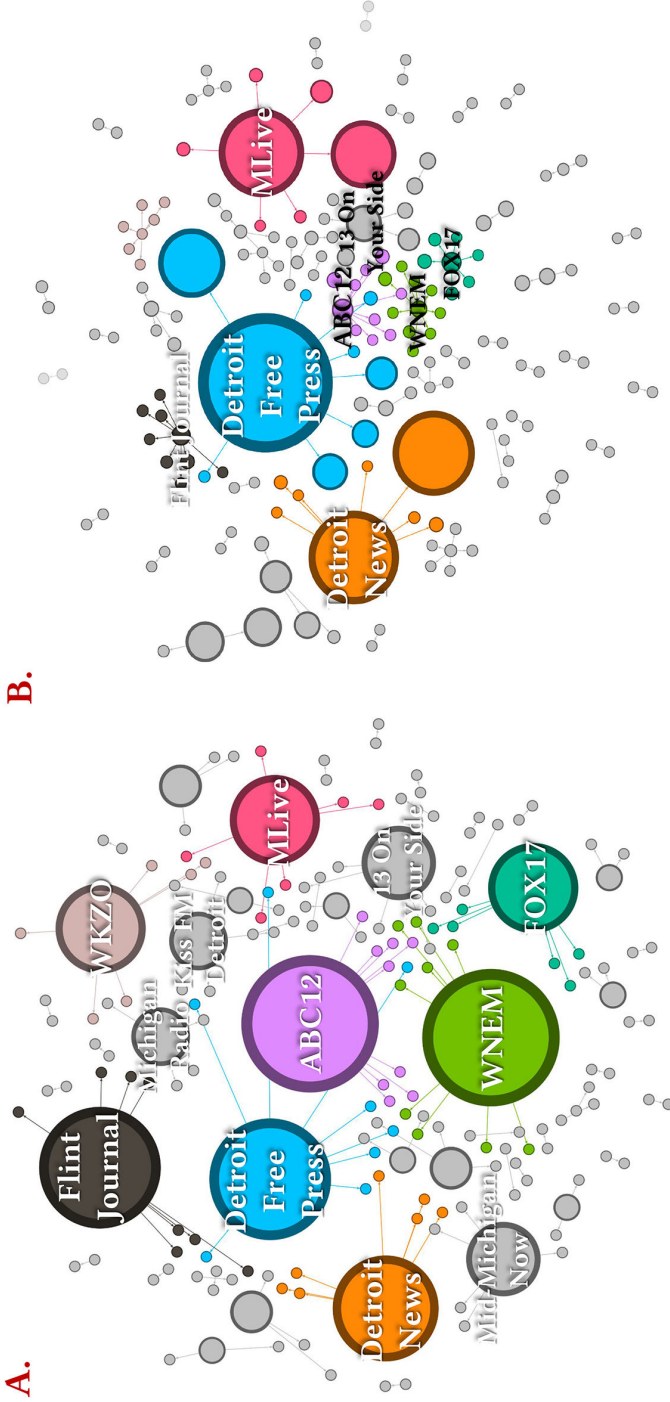 A.
Flint
Journal
WKZO
Michigan
Radio
Kiss FM
Detroit
Detroit
Free
Press
MLive
ABC12
Detroit
News
13 On
Your Side
WNEM
Mid-Michigan
Now
FOX17
B.
Flint Journal
Detroit
Free
Press
MLive
Detroit
News
ABC12
13 On
Your Side
WNEM
FOX17